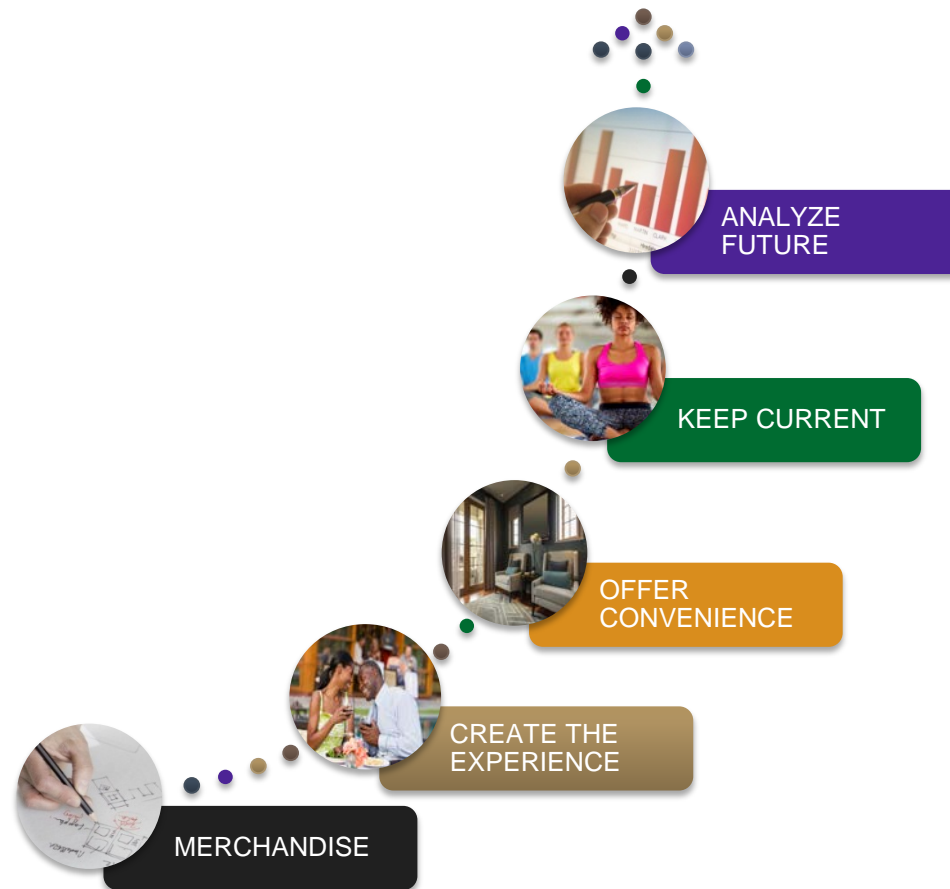 ANALYZE
FUTURE
KEEP CURRENT
OFFER
CONVENIENCE
CREATE THE
EXPERIENCE
MERCHANDISE